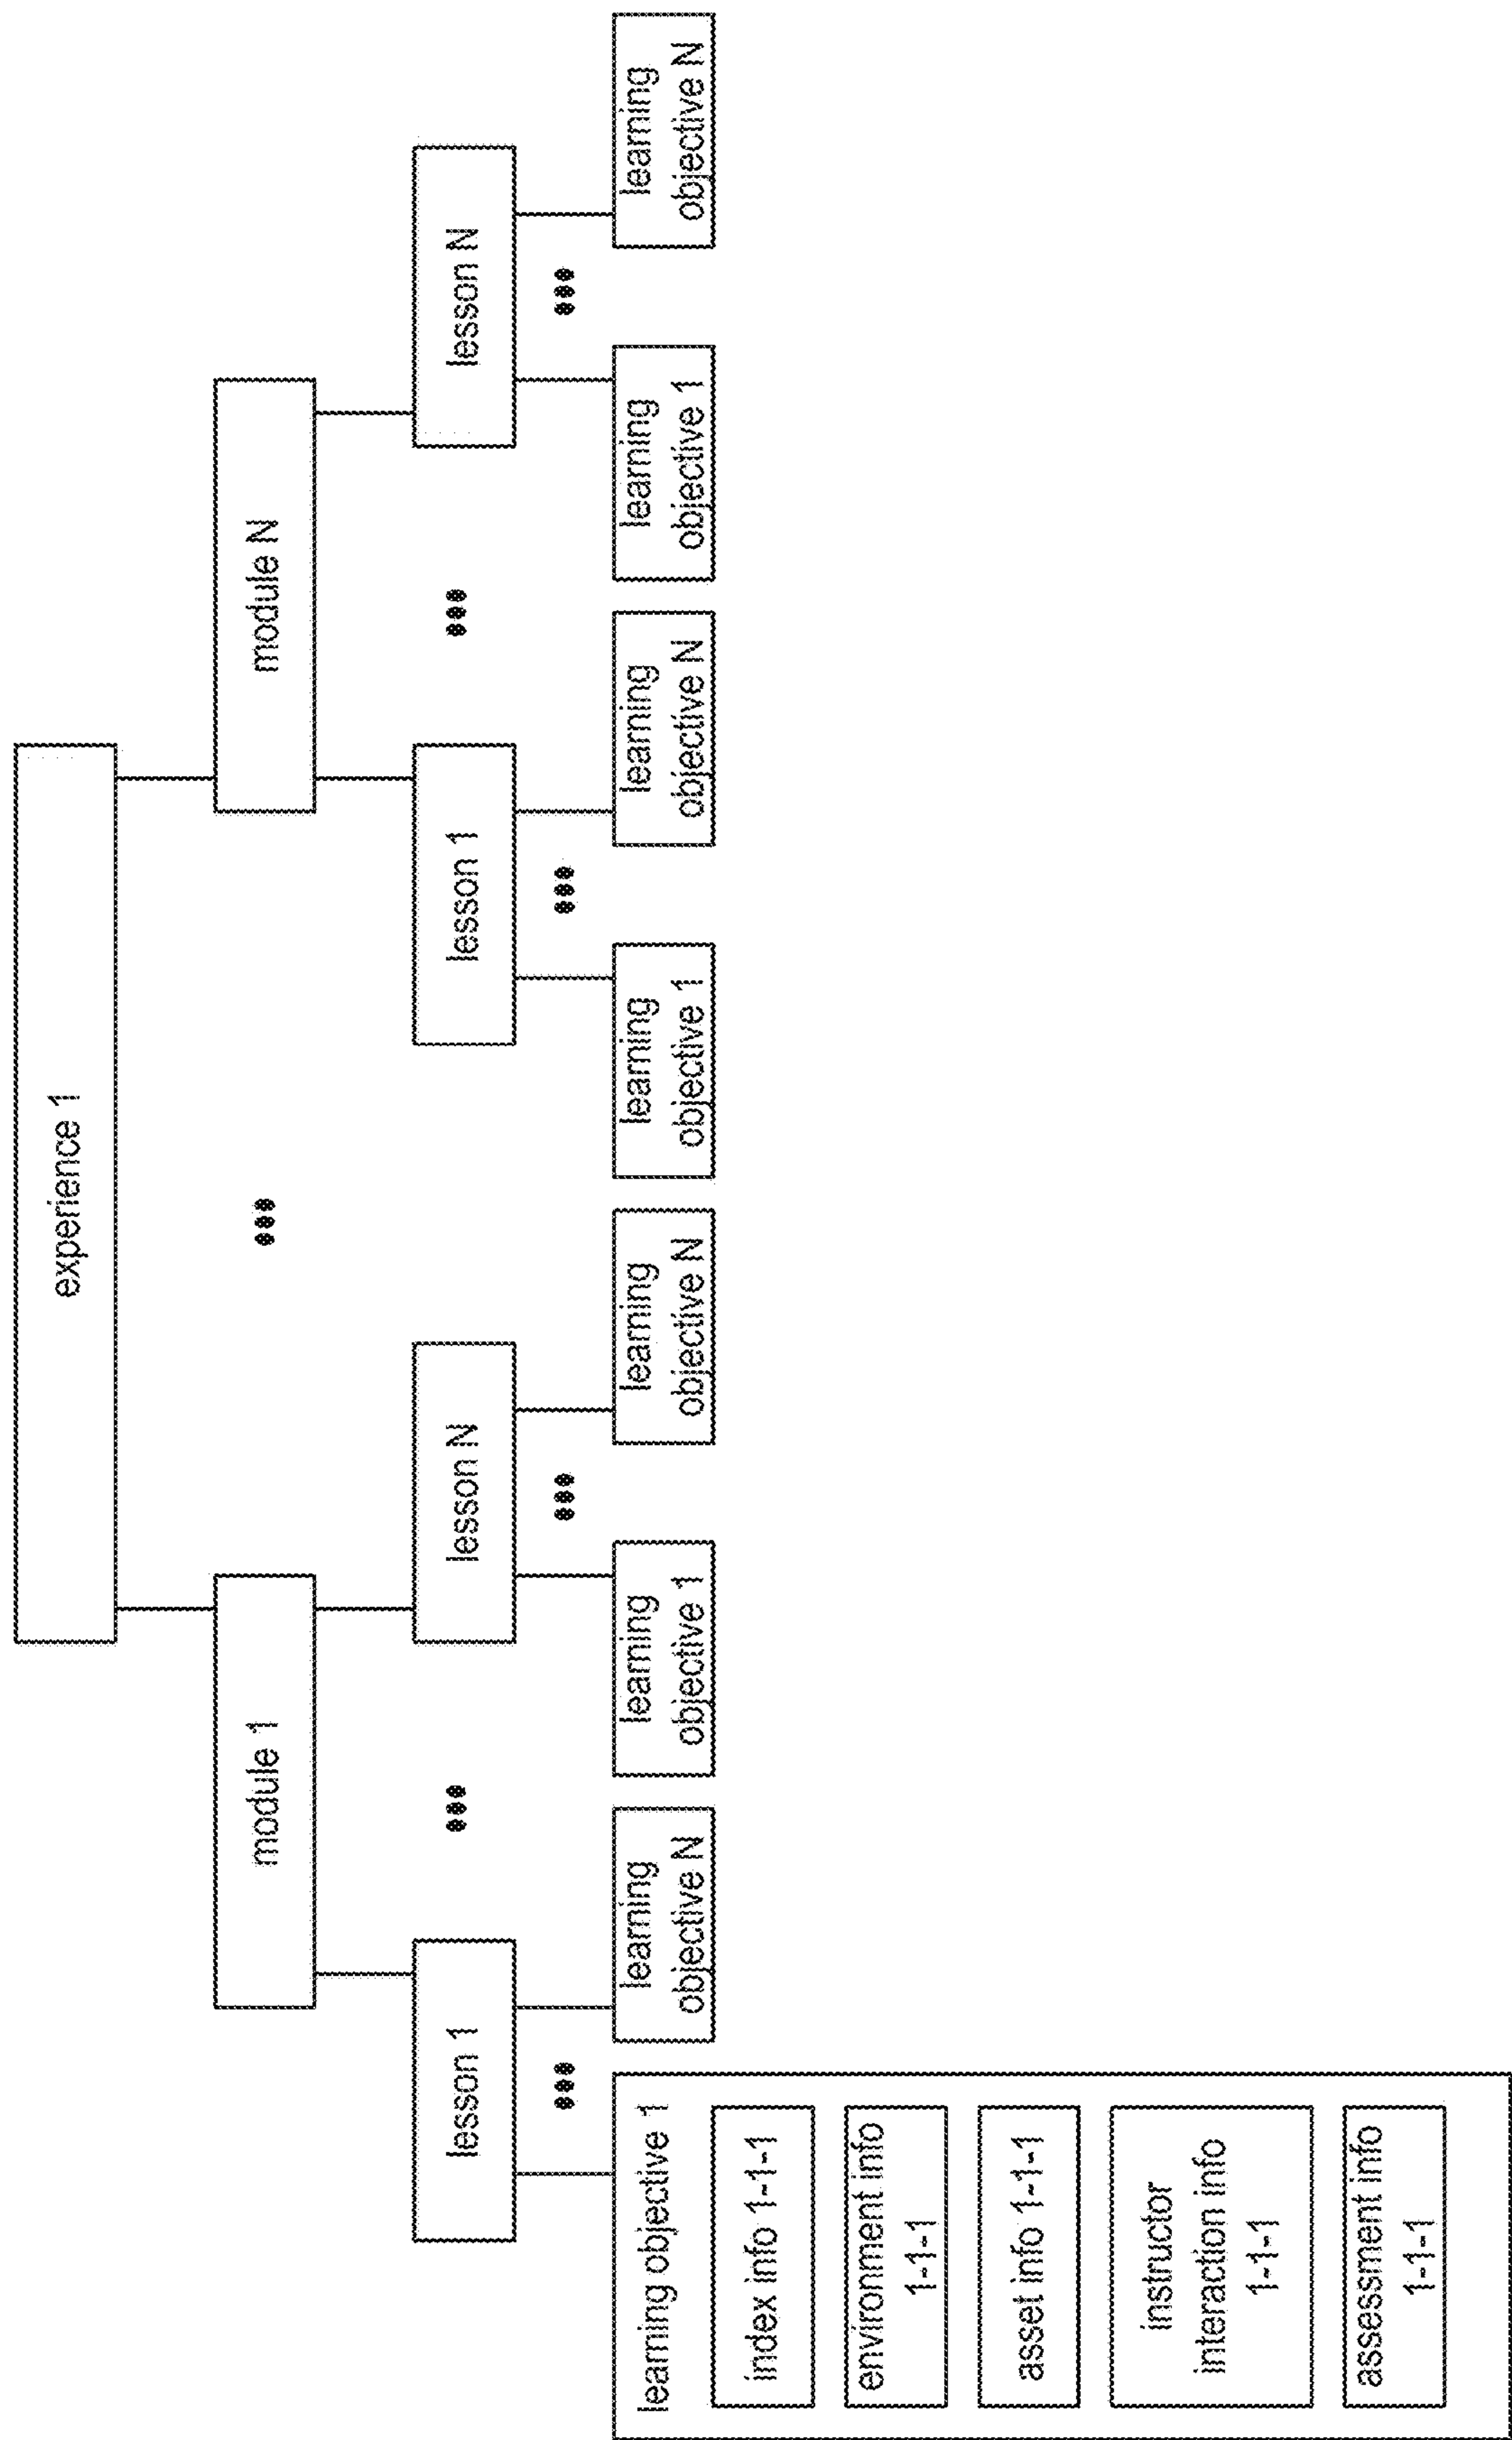 experience 1
module 1
module N
lesson 1
lesson N
lesson 1
lesson N
learning objective 1
index info 1-1-1
environment info
1-1-1
asset info 1-1-1
instructor
interaction info
1-1-1
assessment info
1-1-1
learning
objective N
learning
objective 1
learning
objective N
learning
objective 1
learning
objective N
learning
objective 1
learning
objective N